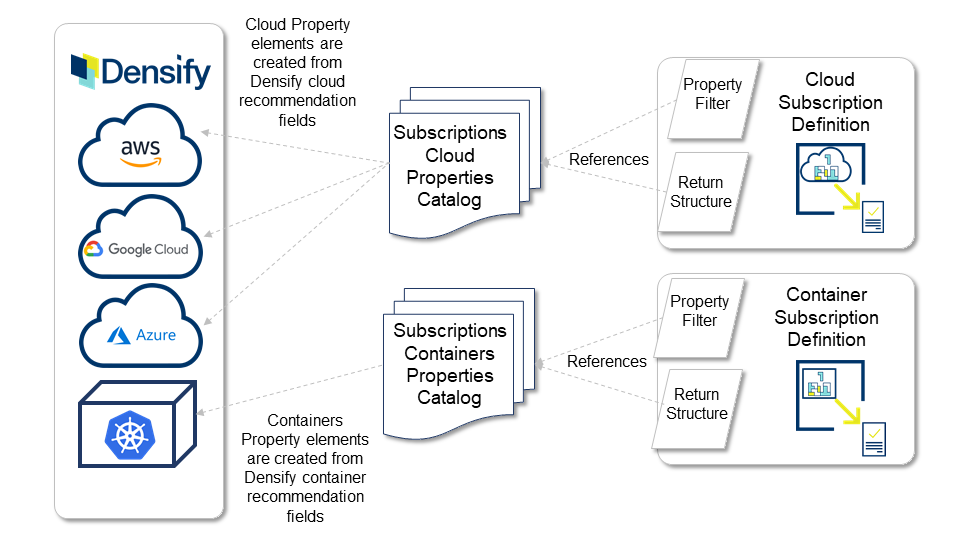 Densify
aws
Google Cloud
Azure
Cloud Property
elements are
created from
Densify cloud
recommendation
fields
Containers
Property elements
are created from
Densify container
recommendation
fields
Subscriptions
Cloud
Properties
Catalog
Subscriptions
Containers
Properties
Catalog
References
References
Property
Filter
Return
Structure
Cloud
Subscription
Definition
Property
Filter
Return
Structure
Container
Subscription
Definition